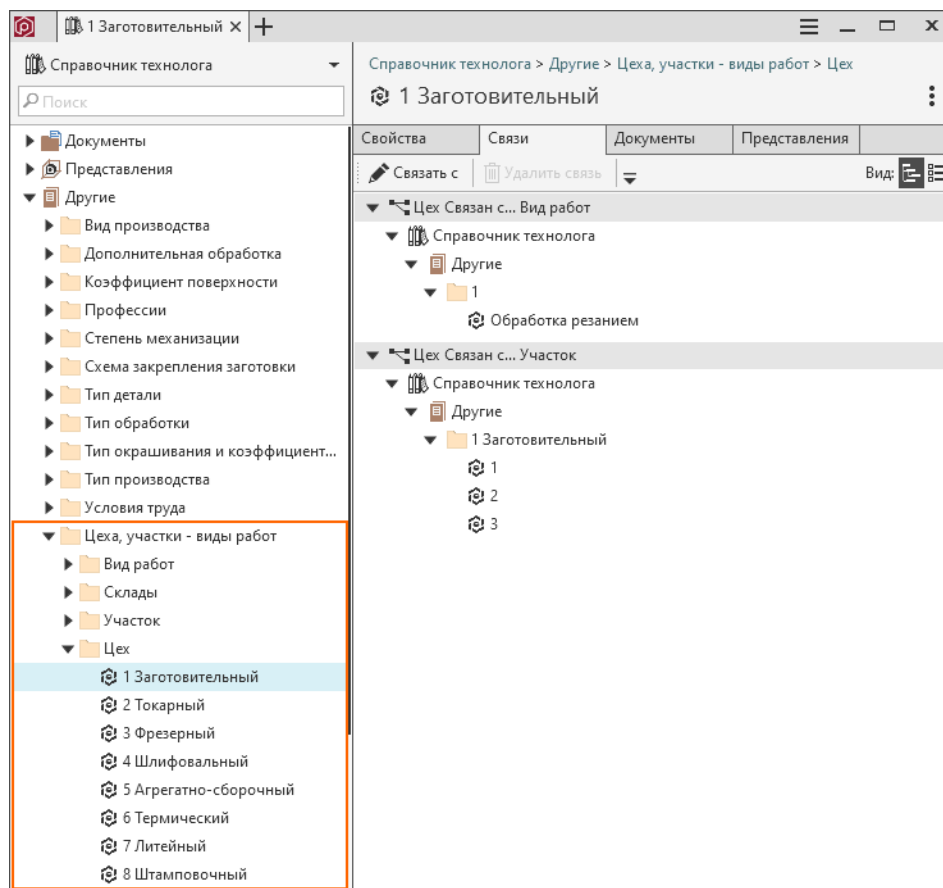 1 Заготовительный
Справочник технолога
Поиск
Документы
Представления
Другие
Вид производства
Дополнительная обработка
Коэффициент поверхности
Профессии
Степень механизации
Схема закрепления заготовки
Тип детали
Тип обработки
Тип окрашивания и коэффициент...
Тип производства
Условия труда
Цеха, участки - виды работ
Вид работ
Склады
Участок
Цех
1 Заготовительный
2 Токарный
3 Фрезерный
4 Шлифовальный
5 Агрегатно-сборочный
6 Термический
7 Литейный
8 Штамповочный
Справочник технолога > Другие > Цеха, участки - виды работ > Цех
1 Заготовительный
Свойства Связи Документы Представления
Связать с Удалить связь Вид:
Цех Связан с... Вид работ
Справочник технолога
Другие
1
Обработка резанием
Цех Связан с... Участок
Справочник технолога
Другие
1 Заготовительный
1
2
3